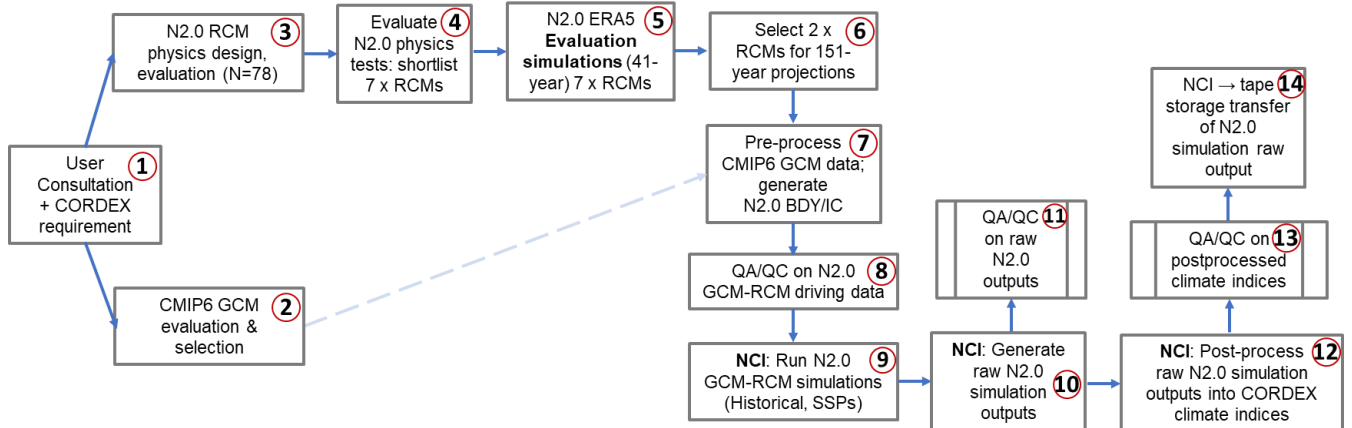 User
Consultation
+ CORDEX
requirement
1
CMIP6 GCM
evaluation &
selection
2
N2.0 RCM
physics design,
evaluation (N=78)
3
Evaluate
N2.0 physics
tests: shortlist
7 x RCMs
4
N2.0 ERA5
Evaluation
simulations (41-
year) 7 x RCMs
5
Select 2 x
RCMs for 151-
year projections
6
Pre-process
CMIP6 GCM data;
generate
N2.0 BDY/IC
7
QA/QC on N2.0
GCM-RCM driving data
8
NCI: Run N2.0
GCM-RCM simulations
(Historical, SSPs)
9
NCI: Generate
raw N2.0
simulation
outputs
10
QA/QC
on raw
N2.0
outputs
11
NCI: Post-process
raw N2.0 simulation
outputs into CORDEX
climate indices
12
QA/QC on
postprocessed
climate indices
13
NCI → tape
storage transfer
of N2.0
simulation raw
output
14